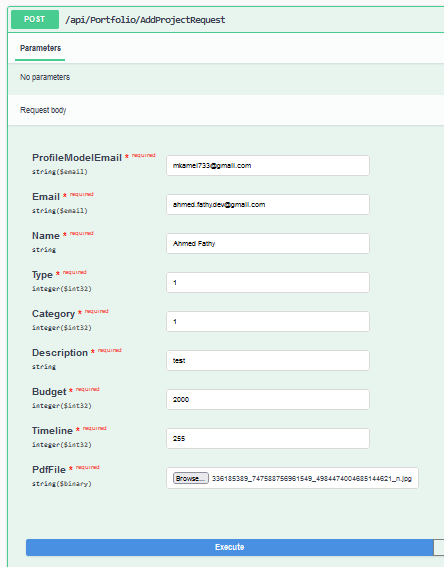 POST /api/Portfolio/AddProjectRequest
Parameters
No parameters
Request body
ProfileModelEmail * required
string($email)
mkamel733@gmail.com
Email * required
string($email)
ahmed.fathy.dev@gmail.com
Name * required
string
Ahmed Fathy
Type * required
integer($int32)
1
Category * required
integer($int32)
1
Description * required
string
test
Budget * required
integer($int32)
2000
Timeline * required
integer($int32)
255
PdfFile * required
string($binary)
Browse... 336185389_747588756961549_4984474004685144621_n.jpg
Execute